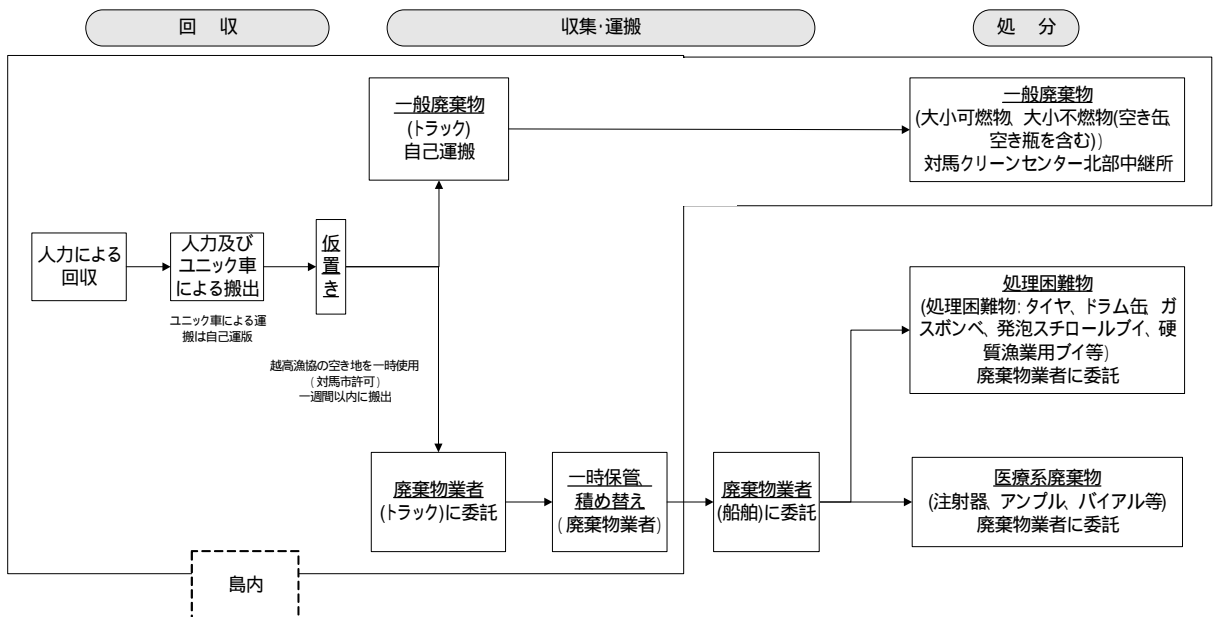 回 収
収集・運搬
処 分
一般廃棄物
(トラック)
自己運搬
一般廃棄物
(大小可燃物、大小不燃物(空き缶、
空き瓶を含む))
対馬クリーンセンター北部中継所
人力による
回収
人力及び
ユニック車
による搬出
仮
置
き
ユニック車による運
搬は自己運版
越高漁協の空き地を一時使用
(対馬市許可)
一週間以内に搬出
処理困難物
(処理困難物:タイヤ、ドラム缶、ガ
スボンベ、発泡スチロールブイ、硬
質漁業用ブイ等)
廃棄物業者に委託
廃棄物業者
(トラック)に委託
一時保管、
積め替え
(廃棄物業者)
廃棄物業者
(船舶)に委託
医療系廃棄物
(注射器、アンプル、バイアル等)
廃棄物業者に委託
島内